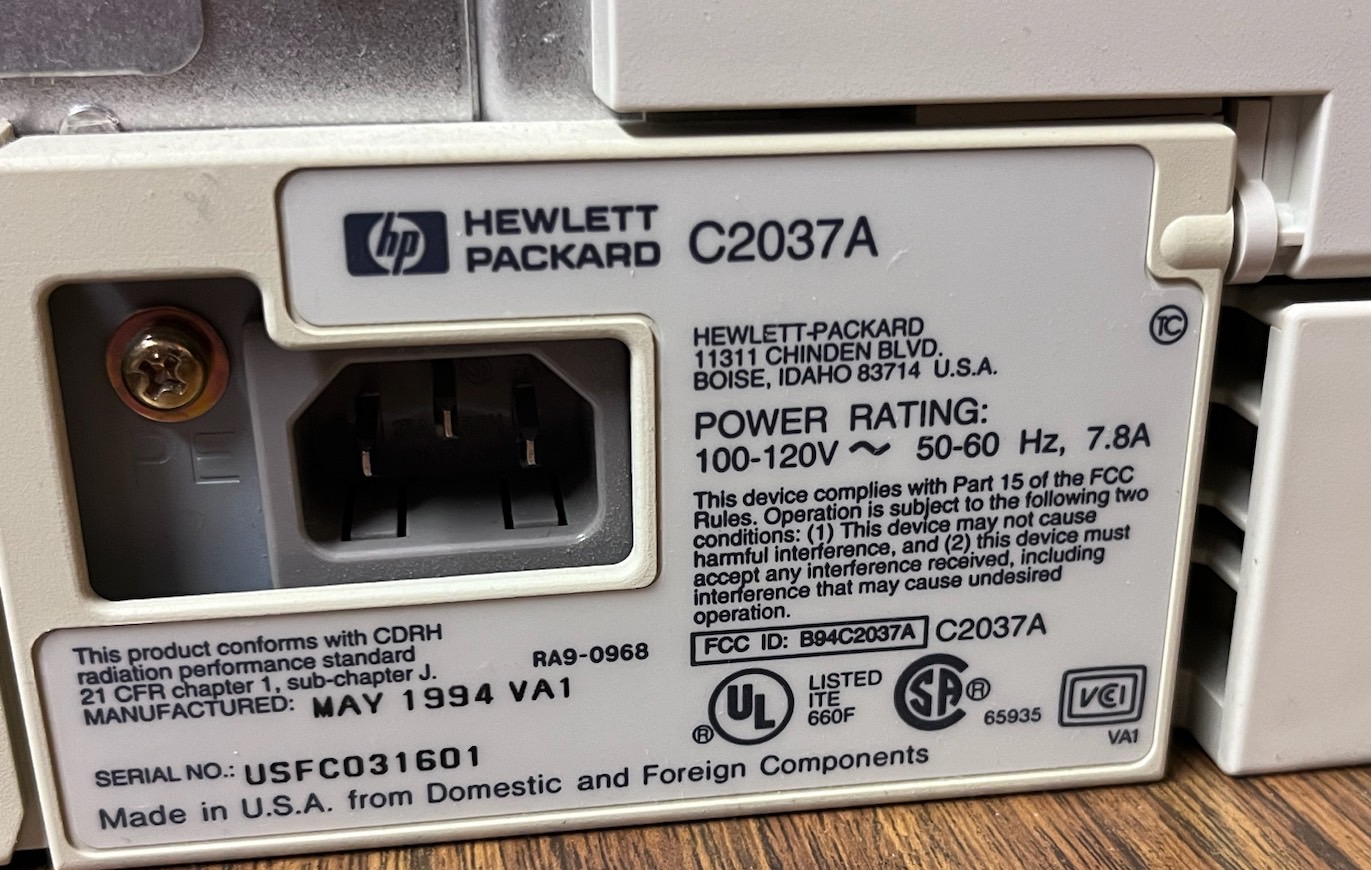 hp HEWLETT
PACKARD
C2037A
TC
HEWLETT-PACKARD
11311 CHINDEN BLVD.
BOISE, IDAHO 83714 U.S.A.
POWER RATING:
100-120V ~ 50-60 Hz, 7.8A
This device complies with Part 15 of the FCC
Rules. Operation is subject to the following two
conditions: (1) This device may not cause
harmful interference, and (2) this device must
accept any interference received, including
interference that may cause undesired
operation.
FCC ID: B94C2037A C2037A
UL ®
LISTED
ITE
660F
SA ®
65935
VCI
VA1
PE
This product conforms with CDRH
radiation performance standard
21 CFR chapter 1, sub-chapter J.
RA9-0968
MANUFACTURED: MAY 1994 VA1
SERIAL NO.: USFC031601
Made in U.S.A. from Domestic and Foreign Components